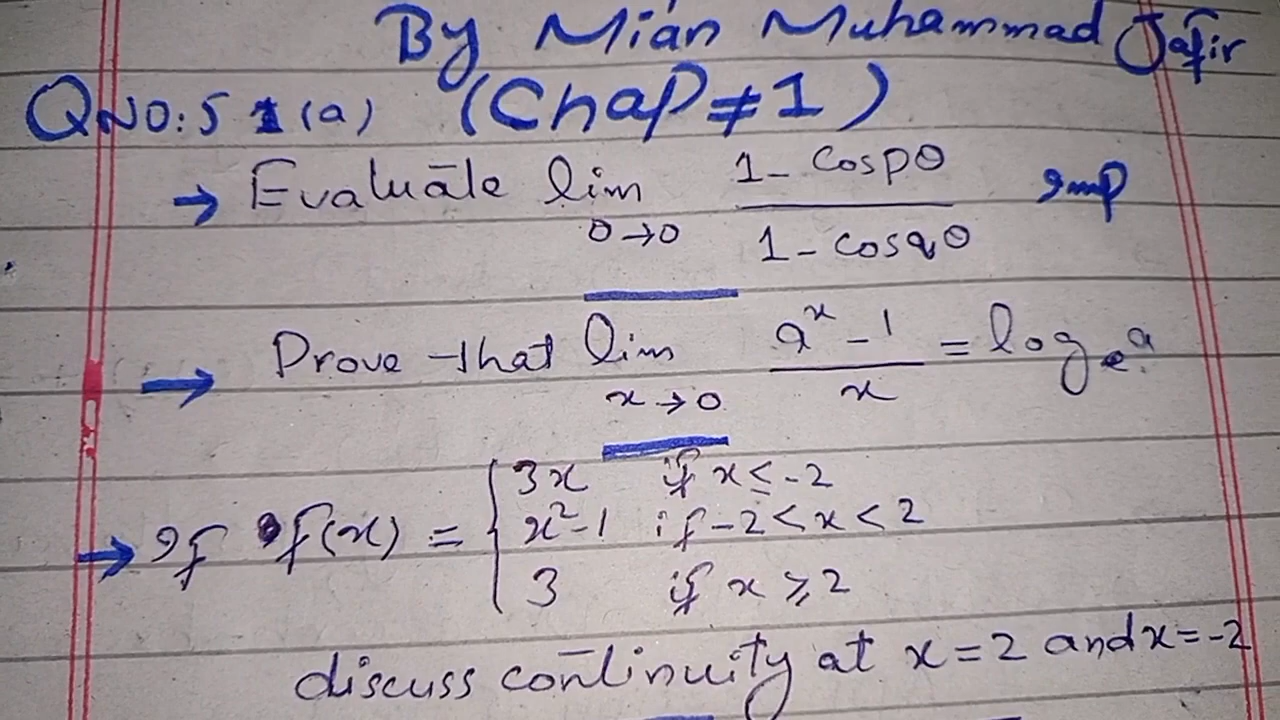 By Mian Muhammad Jafir
QNO:5 1 (a) (Chap≠1)
→ Evaluate lim θ→0 1-cospθ / 1-cosqθ Imp
→ Prove that lim x→0 a^x-1 / x = log_e a.
→ If f(x) = { 3x if x≤-2
x²-1 if -2<x<2
3 if x≥2
discuss continuity at x=2 and x=-2